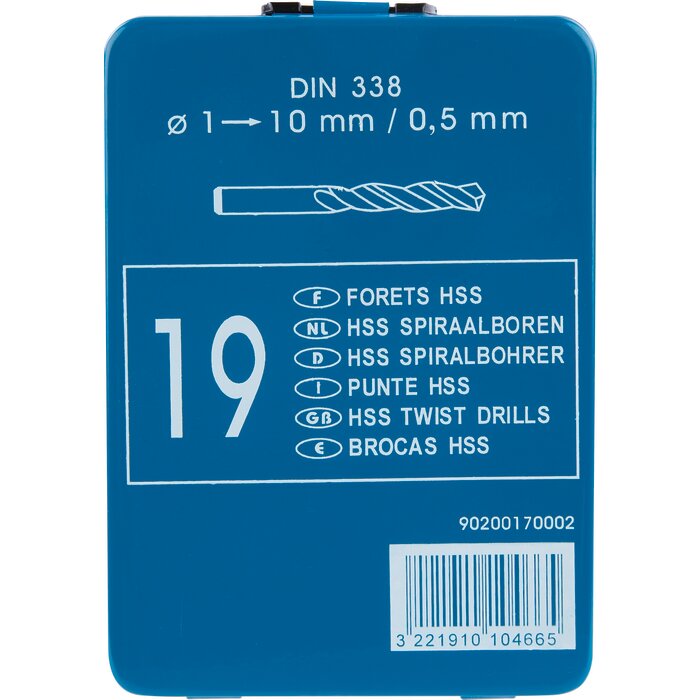 DIN 338
ø 1→10 mm / 0,5 mm
19
F FORETS HSS
NL HSS SPIRAALBOREN
D HSS SPIRALBOHRER
I PUNTE HSS
GB HSS TWIST DRILLS
E BROCAS HSS
90200170002
3 221910 104665